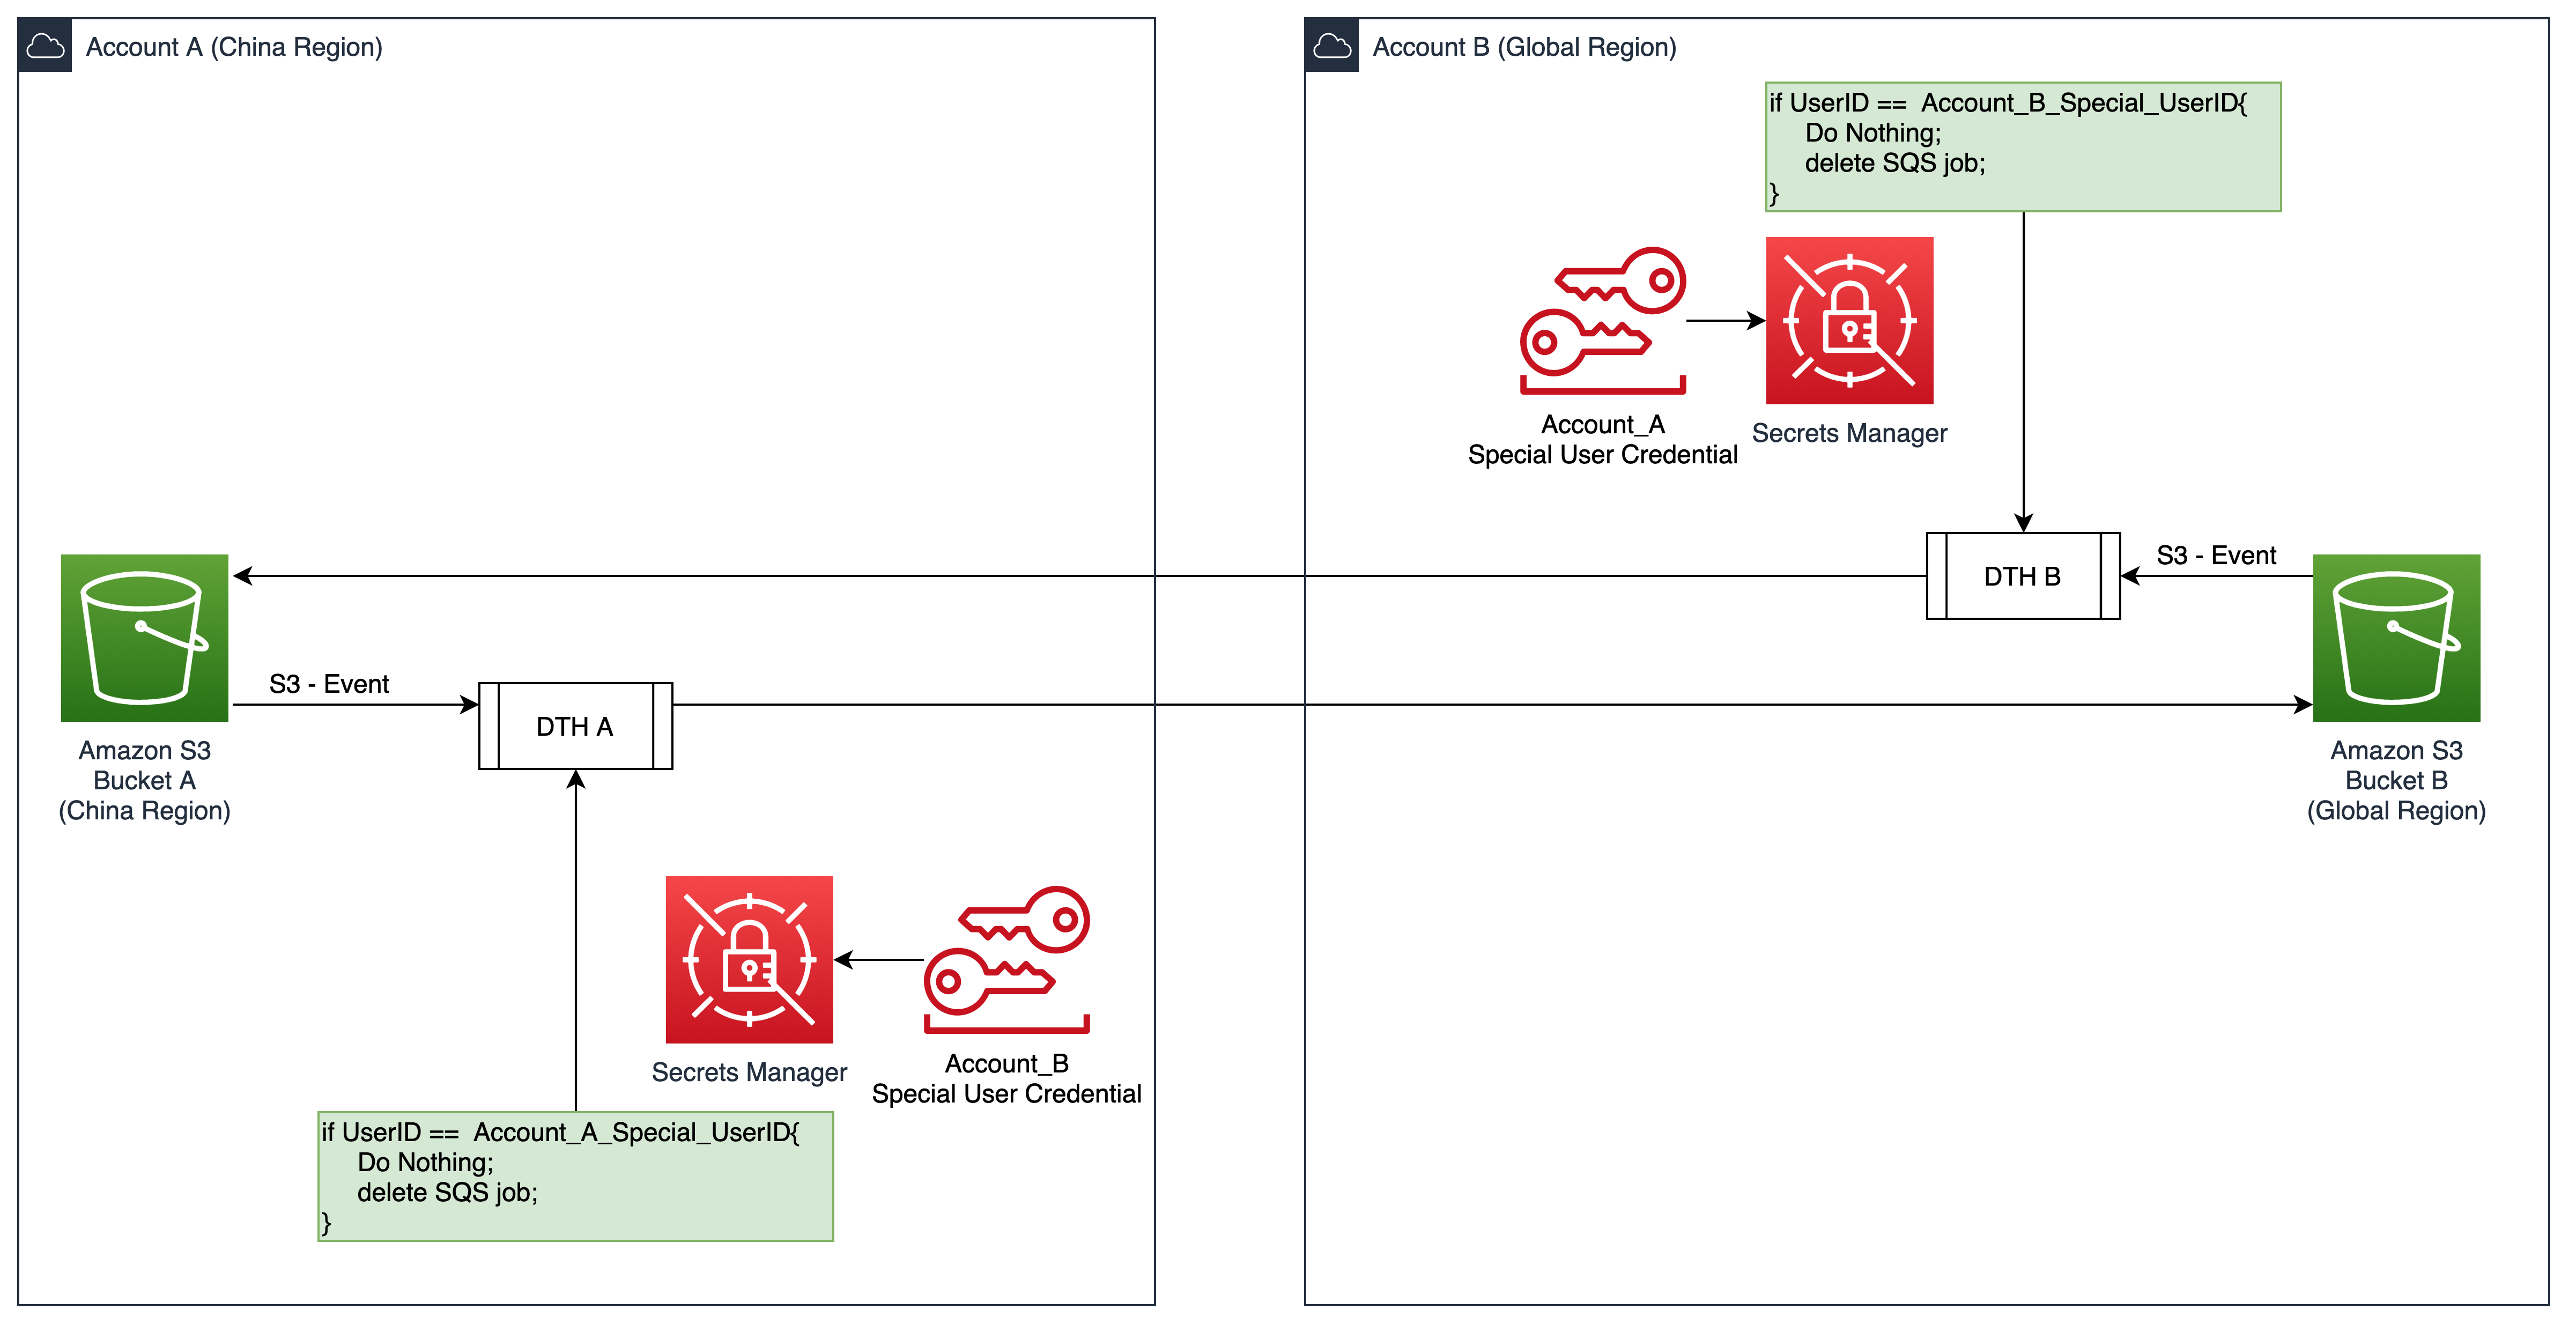 Account A (China Region)
Account B (Global Region)
if UserID ==  Account_B_Special_UserID{
Do Nothing;
delete SQS job;
}
Account_A
Special User Credential
Secrets Manager
S3 - Event
DTH B
S3 - Event
DTH A
Amazon S3
Bucket A
(China Region)
Amazon S3
Bucket B
(Global Region)
Secrets Manager
Account_B
Special User Credential
if UserID ==  Account_A_Special_UserID{
Do Nothing;
delete SQS job;
}